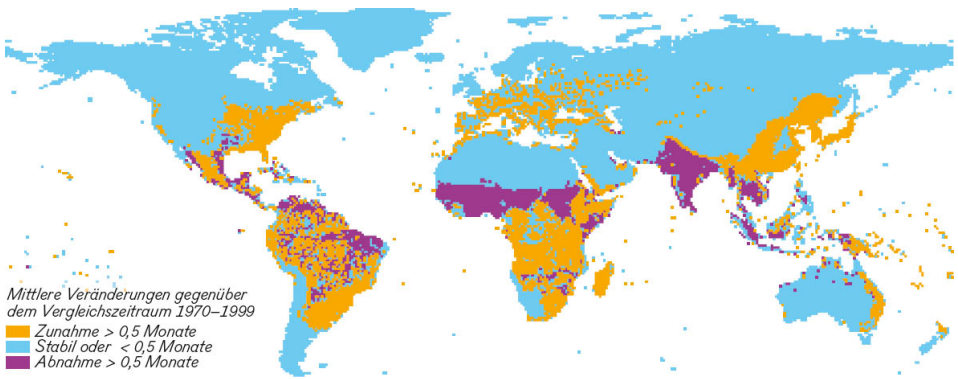 Mittlere Veränderungen gegenüber
dem Vergleichszeitraum 1970–1999
Zunahme > 0,5 Monate
Stabil oder < 0,5 Monate
Abnahme > 0,5 Monate